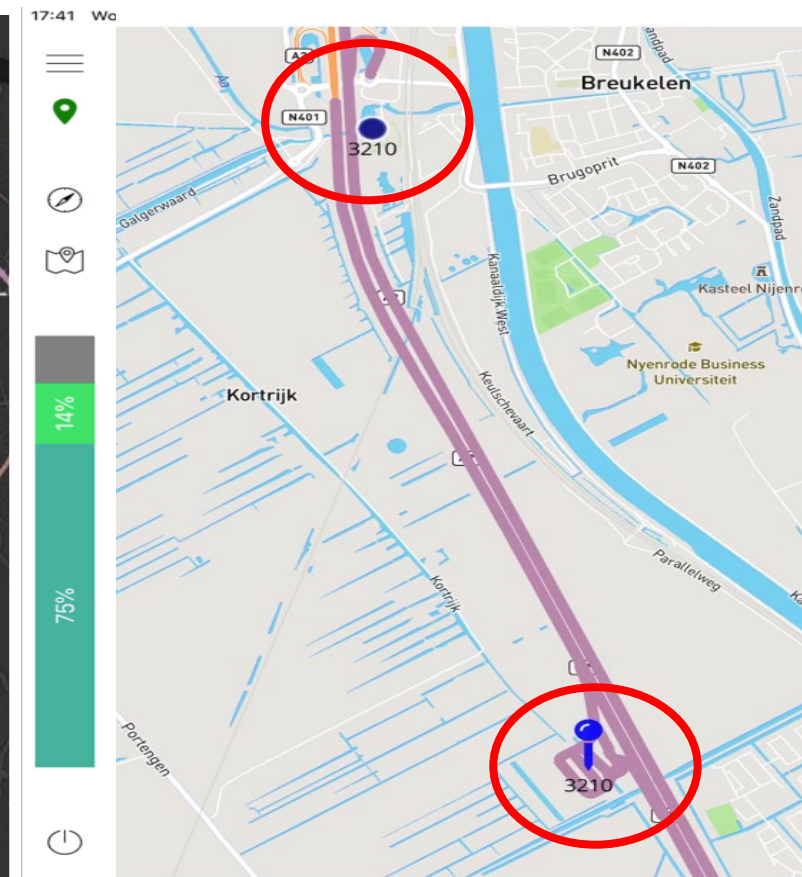 17:41 Wo
N402
Breukelen
N401
3210
Brugoprit
N402
Galgerwaard
Zandpad
Kanaaldijk West
Kasteel Nijenr
Nyenrode Business
Universiteit
Kortrijk
Keulschevaart
14%
Parallelweg
75%
Kortrijk
Portengen
3210